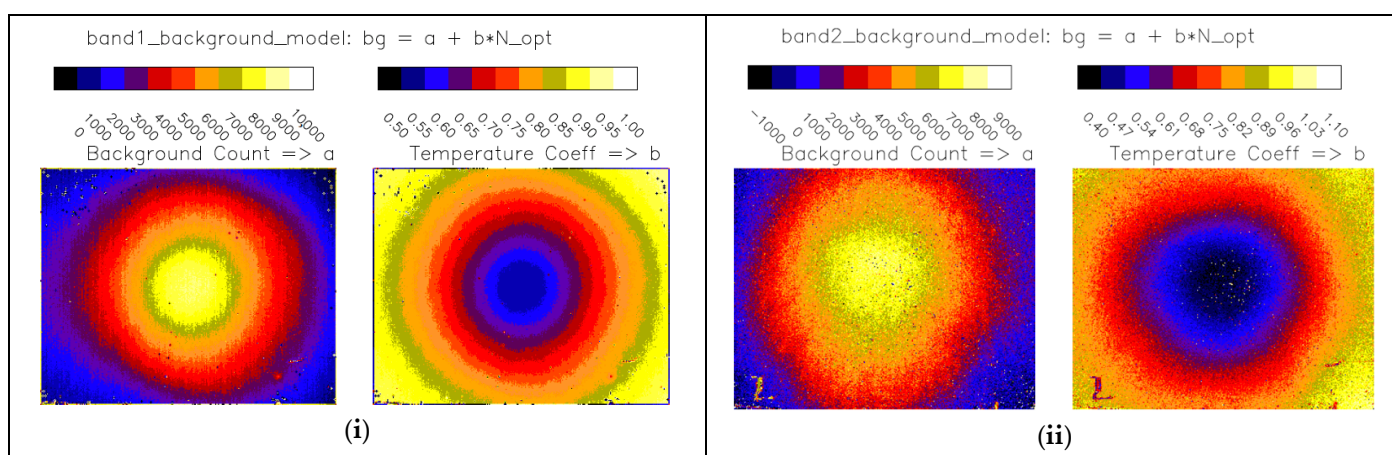 band1_background_model: bg = a + b*N_opt
0 1000 2000 3000 4000 5000 6000 7000 8000 9000 10,000
0.50 0.55 0.60 0.65 0.70 0.75 0.80 0.85 0.90 0.95 1.00
Background Count => a
Temperature Coeff => b
(i)
band2_background_model: bg = a + b*N_opt
−1000 0 1000 2000 3000 4000 5000 6000 7000 8000 9000
0.40 0.47 0.54 0.61 0.68 0.75 0.82 0.89 0.96 1.03 1.10
Background Count => a
Temperature Coeff => b
(ii)